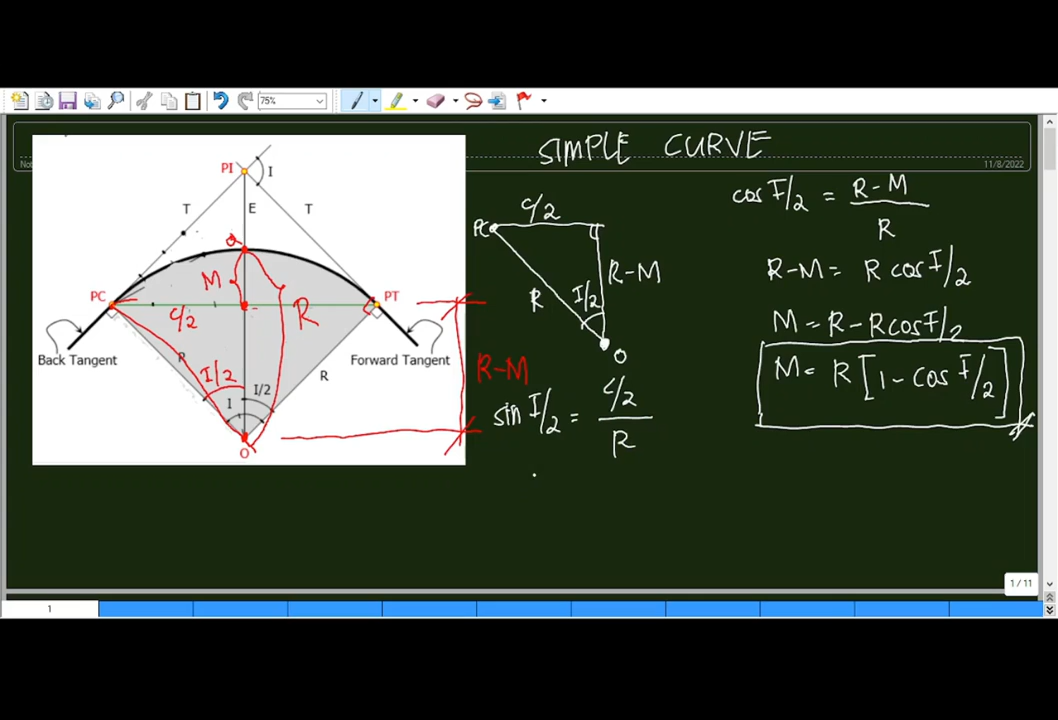 75%
SIMPLE CURVE
11/8/2022
PI
I
T
E
T
a
M
PC
PT
C/2
R
Back Tangent
Forward Tangent
R
I/2
I/2
R
I
O
R-M
C/2
PC
R-M
R
I/2
O
sin I/2 = C/2 / R
cos I/2 = R-M / R
R-M = R cos I/2
M = R - R cos I/2
M = R [1 - cos I/2]
1 / 11
1